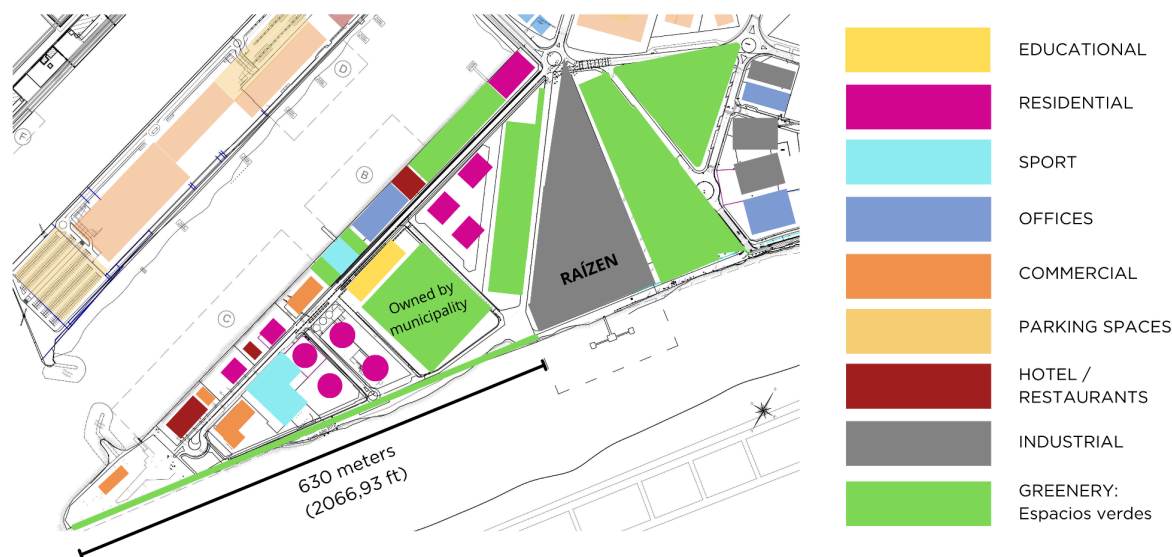 D
F
B
C
RAÍZEN
Owned by
municipality
630 meters
(2066,93 ft)
EDUCATIONAL
RESIDENTIAL
SPORT
OFFICES
COMMERCIAL
PARKING SPACES
HOTEL /
RESTAURANTS
INDUSTRIAL
GREENERY:
Espacios verdes